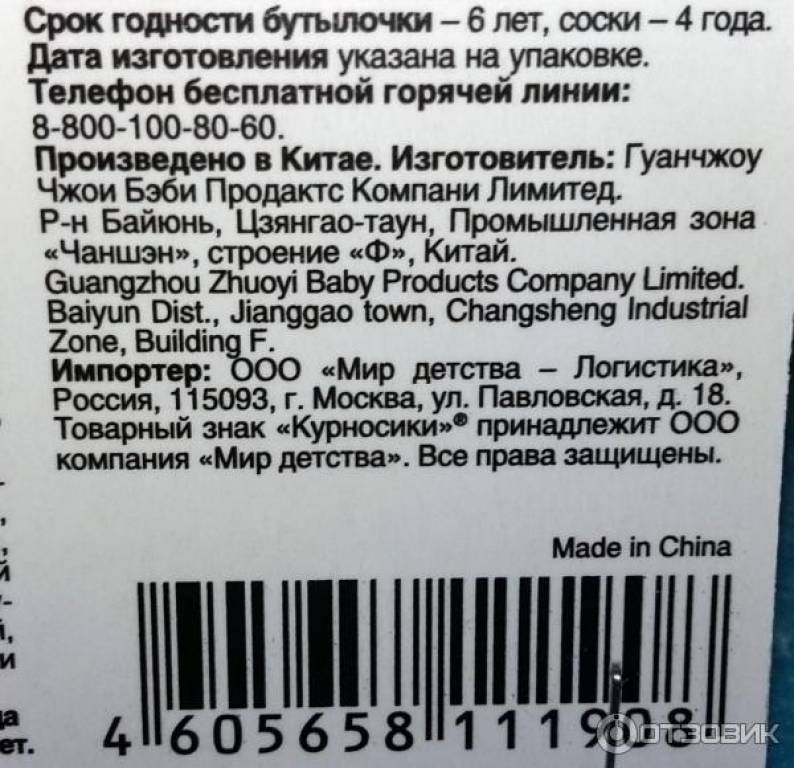 Срок годности бутылочки – 6 лет, соски – 4 года.
Дата изготовления указана на упаковке.
Телефон бесплатной горячей линии:
8-800-100-80-60.
Произведено в Китае. Изготовитель: Гуанчжоу
Чжои Бэби Продактс Компани Лимитед.
Р-н Байюнь, Цзянгао-таун, Промышленная зона
«Чаншэн», строение «Ф», Китай.
Guangzhou Zhuoyi Baby Products Company Limited.
Baiyun Dist., Jianggao town, Changsheng Industrial
Zone, Building F.
Импортер: ООО «Мир детства – Логистика»,
Россия, 115093, г. Москва, ул. Павловская, д. 18.
Товарный знак «Курносики»® принадлежит ООО
компания «Мир детства». Все права защищены.
Made in China
4 605658 111908
ОТЗОВИК